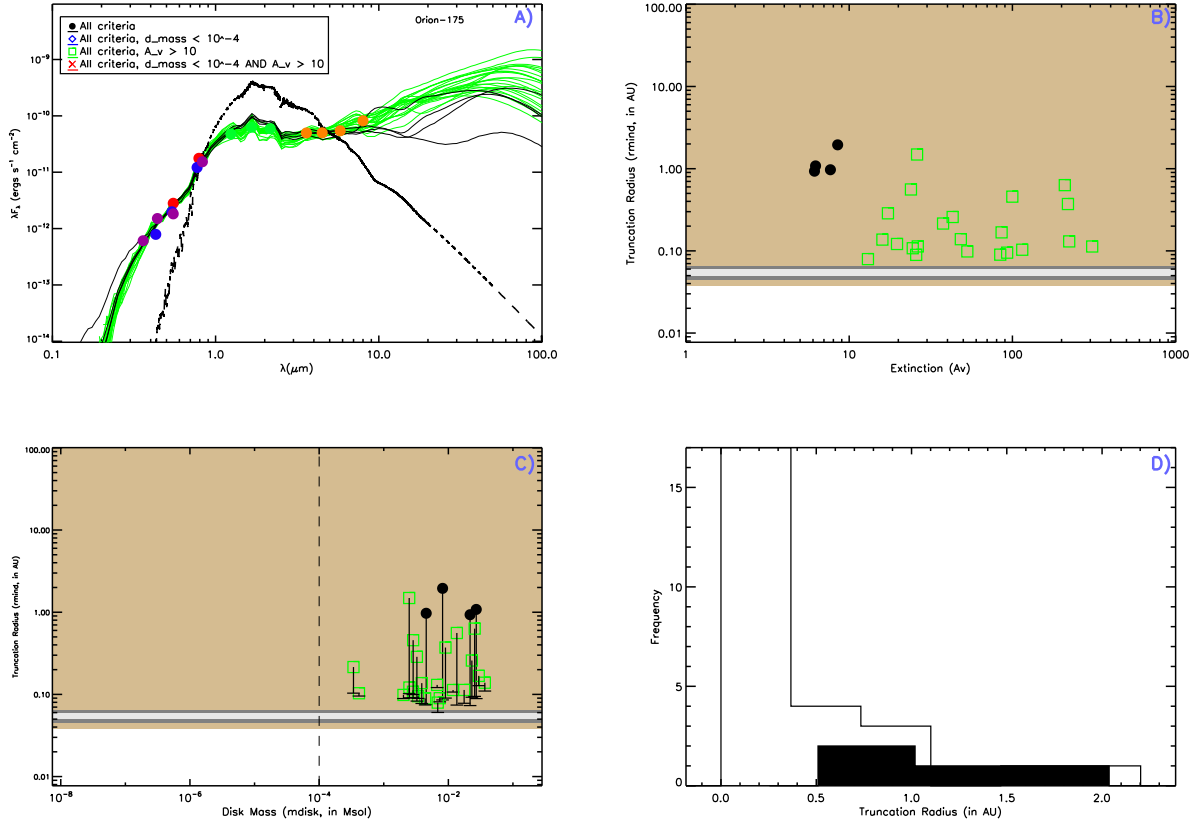 All criteria
All criteria, d_mass < 10^-4
All criteria, A_v > 10
All criteria, d_mass < 10^-4 AND A_v > 10
Orion-175
A)
10⁻⁹
10⁻¹⁰
10⁻¹¹
10⁻¹²
10⁻¹³
10⁻¹⁴
λF_λ (ergs s⁻¹ cm⁻²)
0.1 1.0 10.0 100.0
λ(μm)
B)
100.00
10.00
1.00
0.10
0.01
Truncation Radius (rmind, in AU)
1 10 100 1000
Extinction (Av)
C)
100.00
10.00
1.00
0.10
0.01
Truncation Radius (rmind, in AU)
10⁻⁸ 10⁻⁶ 10⁻⁴ 10⁻²
Disk Mass (mdisk, in Msol)
D)
15
10
5
0
Frequency
0.0 0.5 1.0 1.5 2.0
Truncation Radius (in AU)